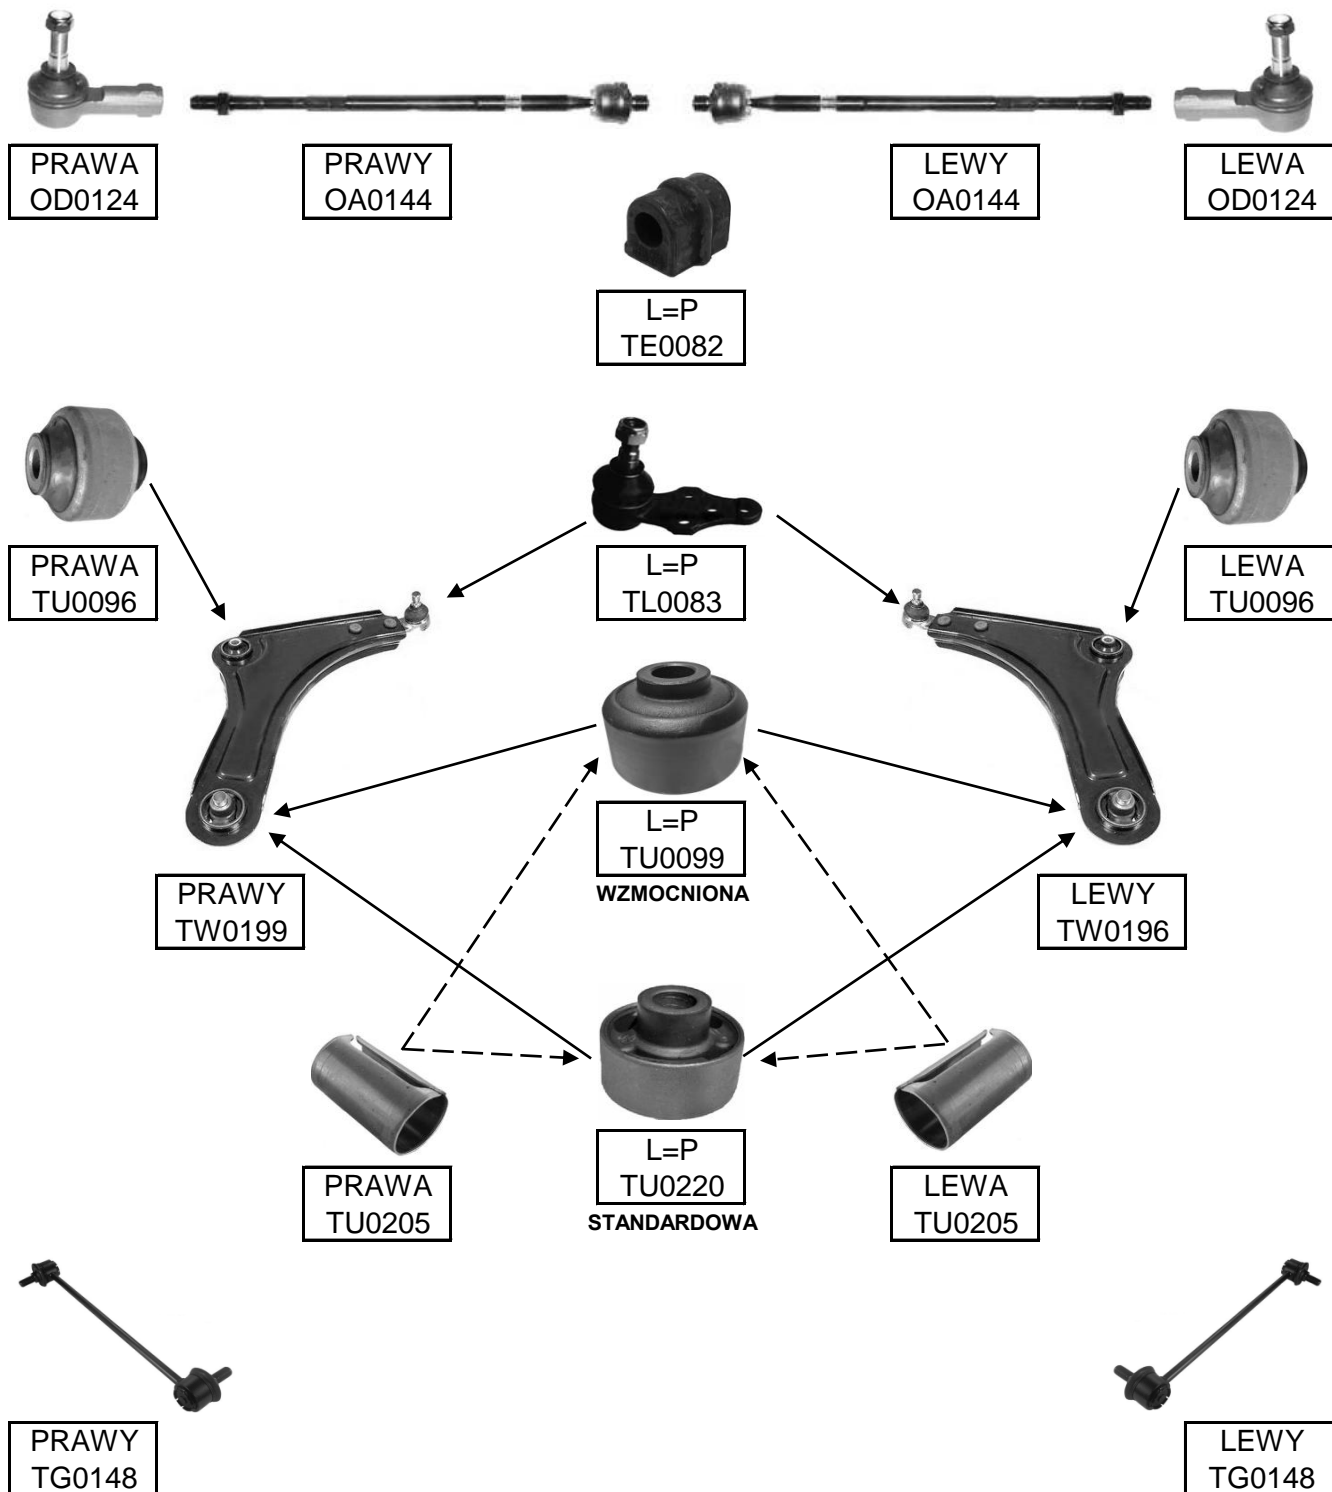 PRAWA
OD0124
PRAWY
OA0144
LEWY
OA0144
LEWA
OD0124
L=P
TE0082
PRAWA
TU0096
L=P
TL0083
LEWA
TU0096
L=P
TU0099
WZMOCNIONA
PRAWY
TW0199
LEWY
TW0196
L=P
TU0220
STANDARDOWA
PRAWA
TU0205
LEWA
TU0205
PRAWY
TG0148
LEWY
TG0148